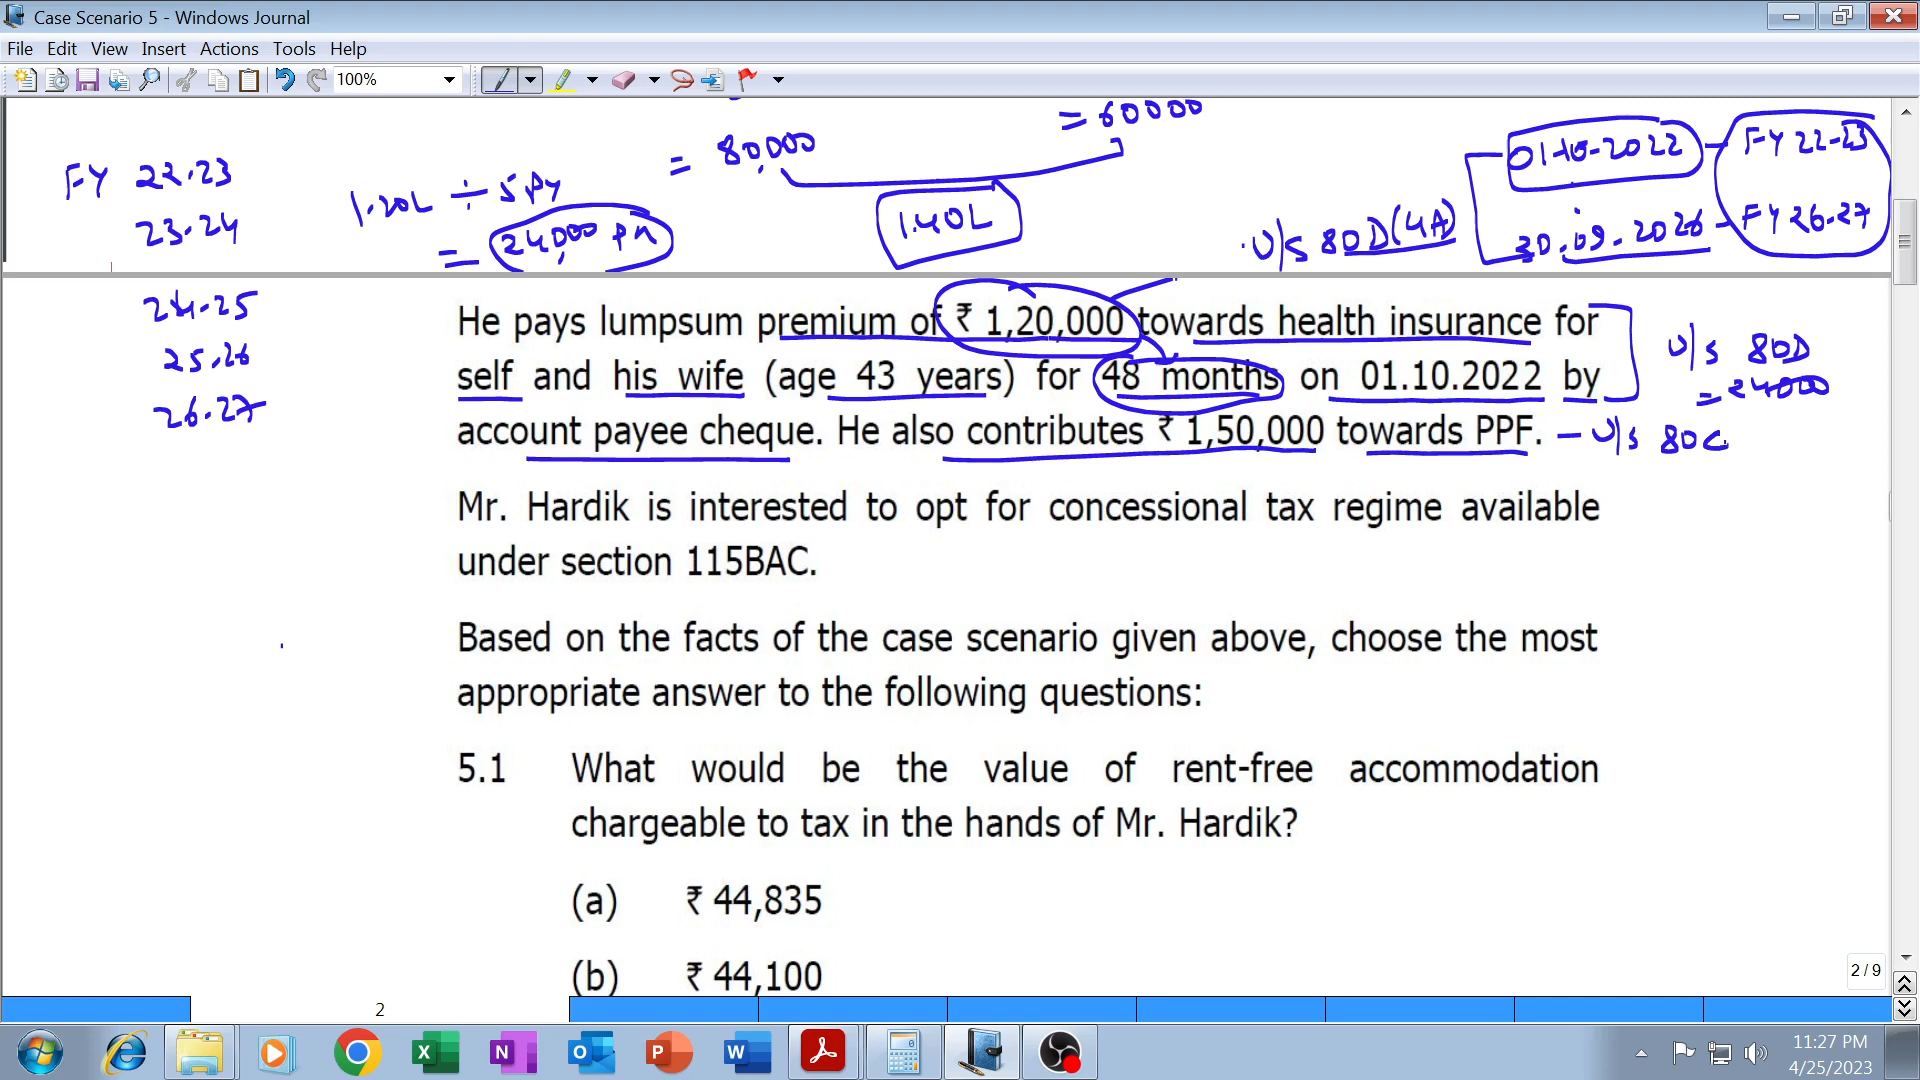 Case Scenario 5 - Windows Journal
File Edit View Insert Actions Tools Help
100%
= 60000
= 80,000
01-10-2022 - FY 22-23
FY 22-23
23-24
1.20L ÷ 5 PY
= 24,000 PA
1.40L
U/s 80D(4A)
30.09.2026 - FY 26-27
24-25
25-26
26-27
He pays lumpsum premium of ₹ 1,20,000 towards health insurance for
self and his wife (age 43 years) for 48 months on 01.10.2022 by
account payee cheque. He also contributes ₹ 1,50,000 towards PPF.
U/s 80D
= 24000
- U/s 80C
Mr. Hardik is interested to opt for concessional tax regime available
under section 115BAC.
Based on the facts of the case scenario given above, choose the most
appropriate answer to the following questions:
5.1 What would be the value of rent-free accommodation
chargeable to tax in the hands of Mr. Hardik?
(a) ₹ 44,835
(b) ₹ 44,100
2 / 9
2
11:27 PM
4/25/2023